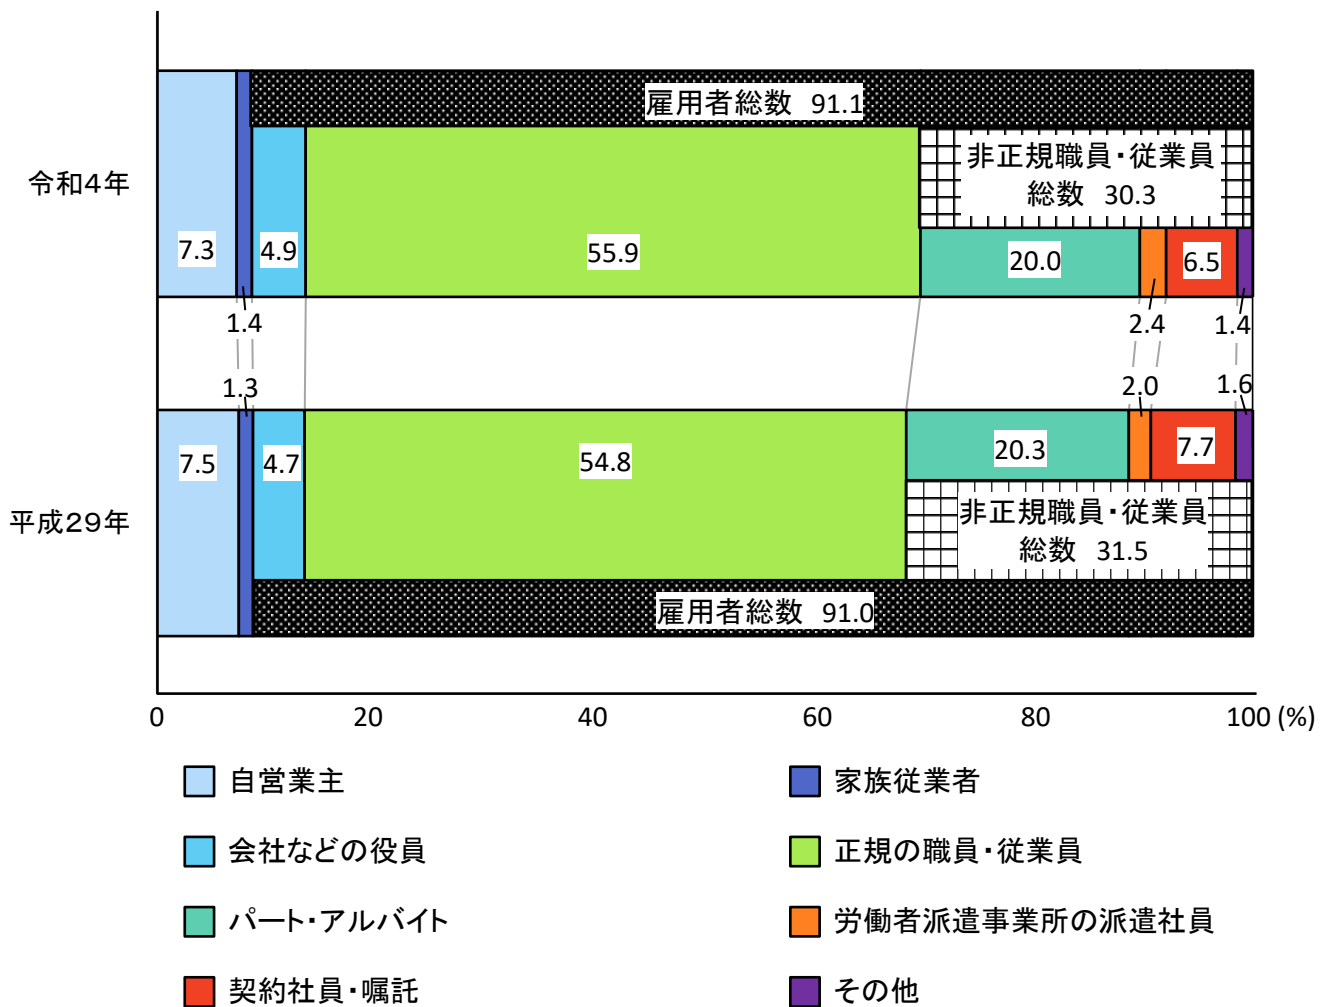 雇用者総数 91.1
令和4年
非正規職員・従業員
総数 30.3
7.3
4.9
55.9
20.0
6.5
1.4
2.4
1.4
1.3
2.0
1.6
7.5
4.7
54.8
20.3
7.7
平成29年
非正規職員・従業員
総数 31.5
雇用者総数 91.0
0 20 40 60 80 100 (%)
自営業主
家族従業者
会社などの役員
正規の職員・従業員
パート・アルバイト
労働者派遣事業所の派遣社員
契約社員・嘱託
その他